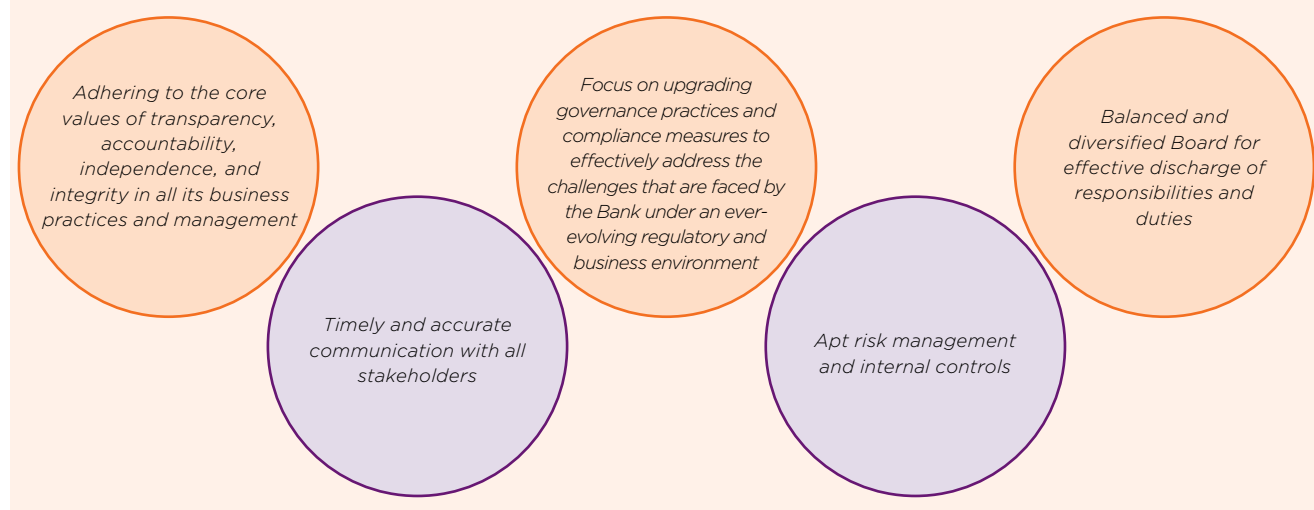 Adhering to the core
values of transparency,
accountability,
independence, and
integrity in all its business
practices and management
Timely and accurate
communication with all
stakeholders
Focus on upgrading
governance practices and
compliance measures to
effectively address the
challenges that are faced by
the Bank under an ever-
evolving regulatory and
business environment
Apt risk management
and internal controls
Balanced and
diversified Board for
effective discharge of
responsibilities and
duties